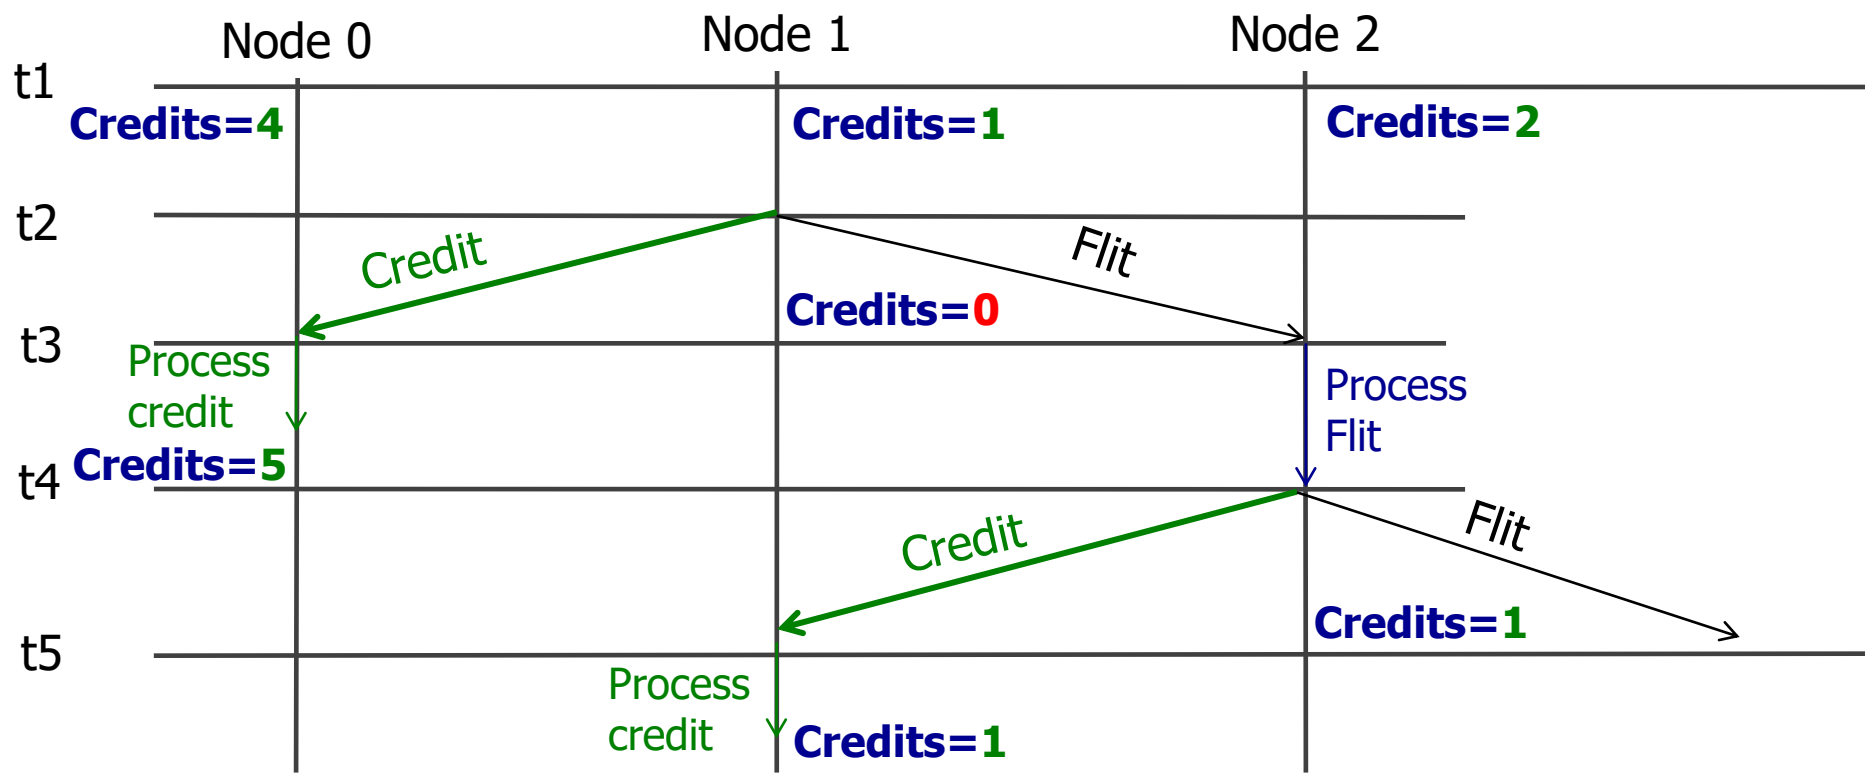 Node 0
Node 1
Node 2
t1
Credits=4
Credits=1
Credits=2
t2
Credit
Flit
Credits=0
t3
Process
credit
Process
Flit
Credits=5
t4
Credit
Flit
Credits=1
t5
Process
credit
Credits=1